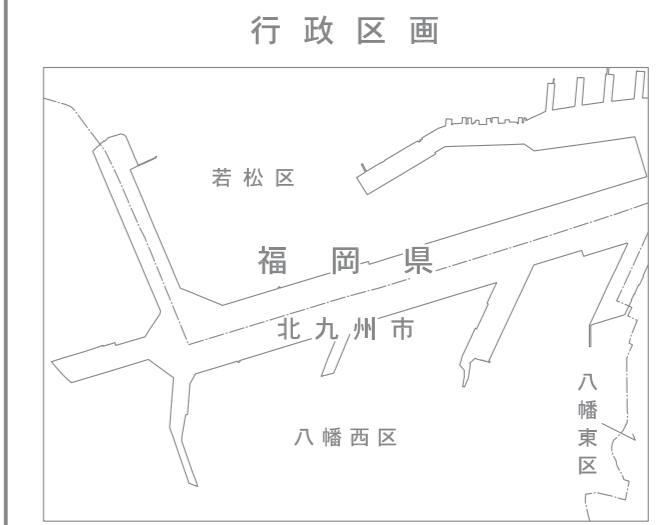 行政区画
若松区
福岡県
北九州市
八幡西区
八幡東区